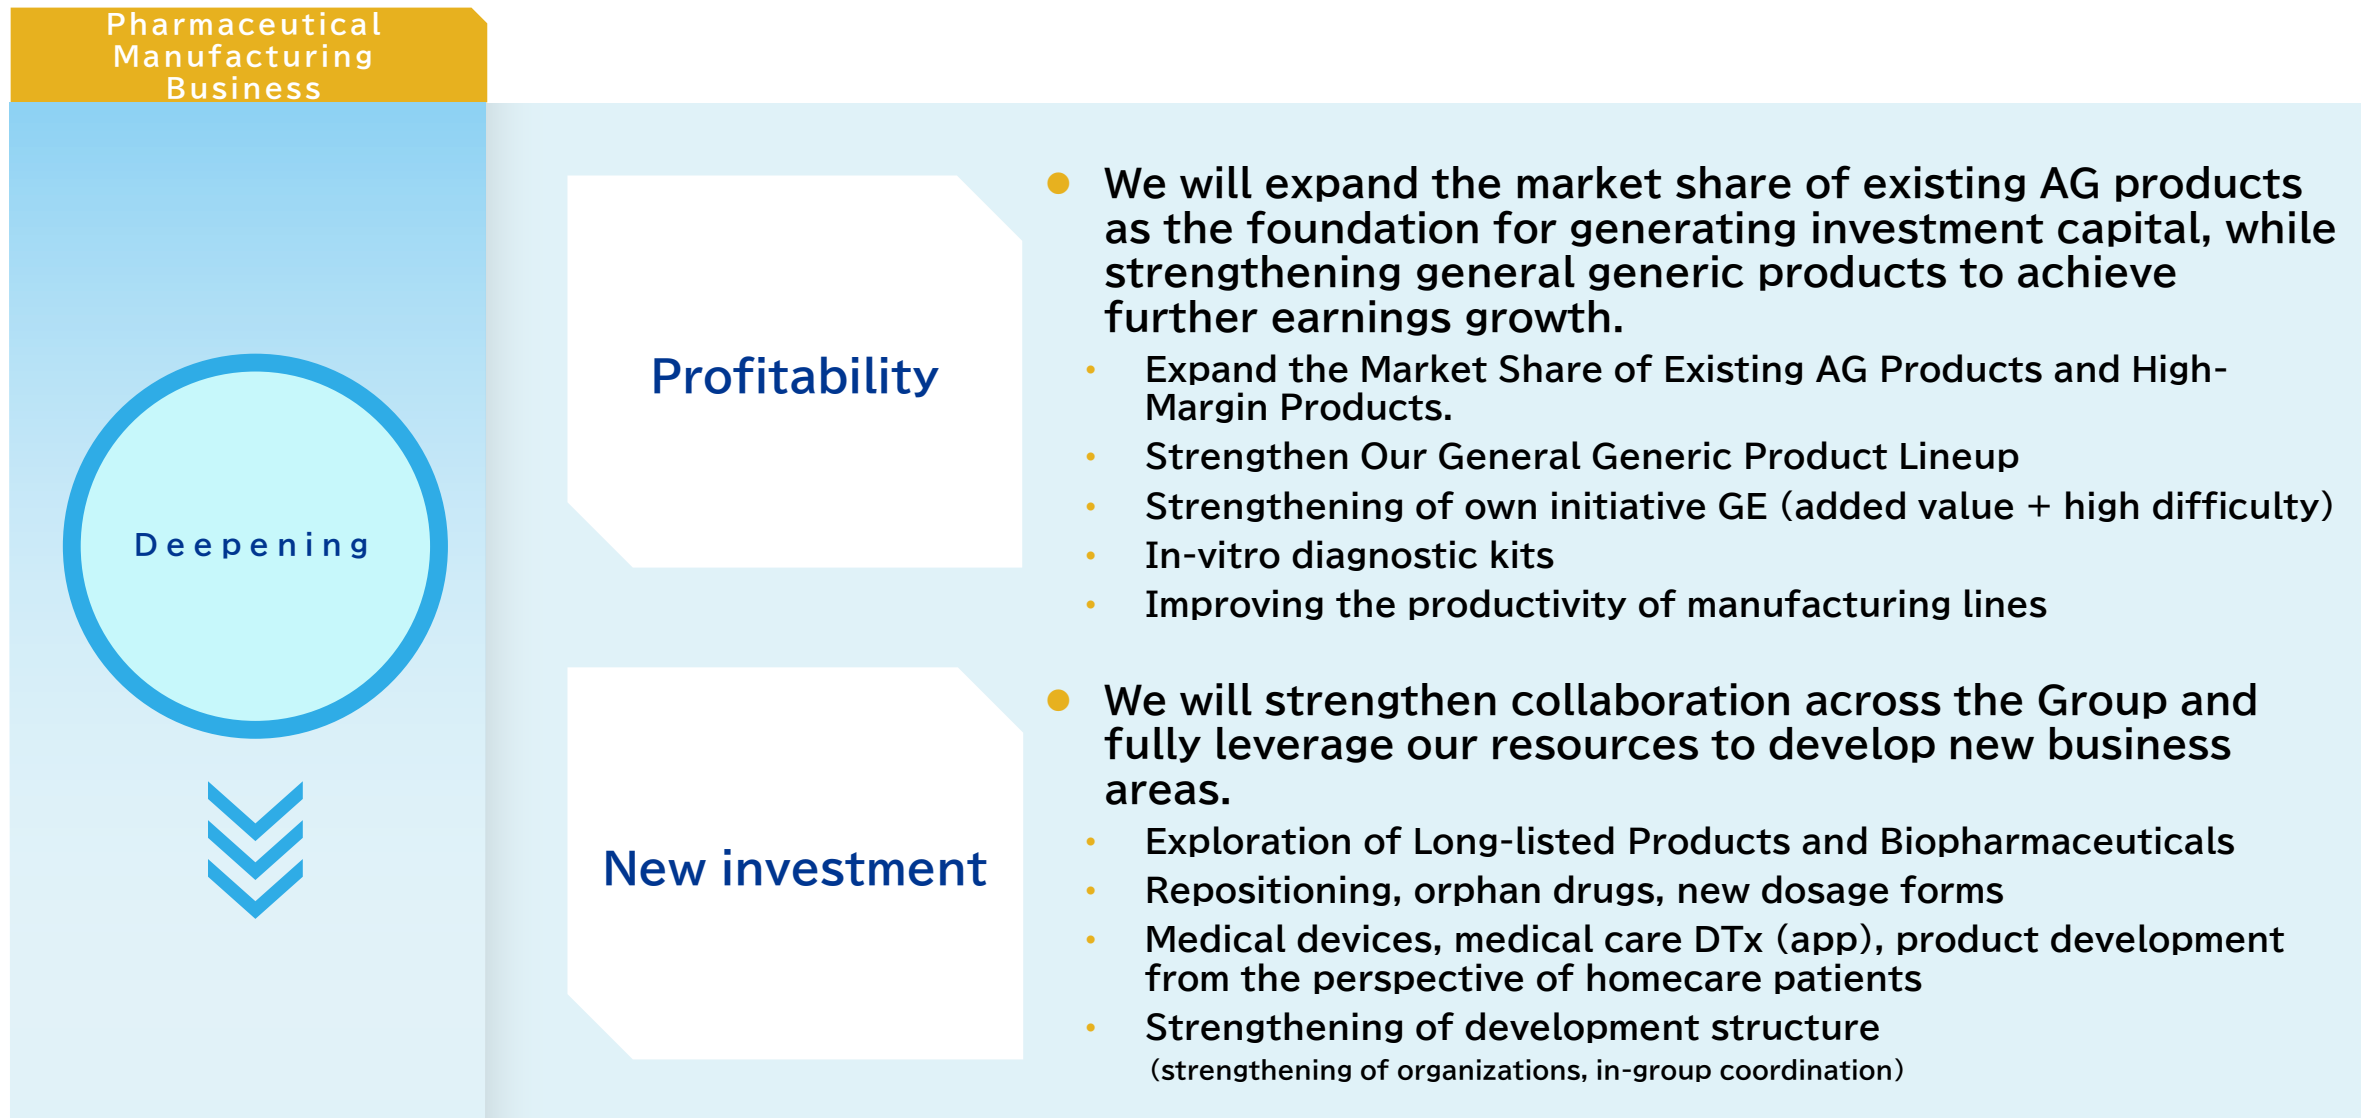 Pharmaceutical
Manufacturing
Business
Deepening
Profitability
● We will expand the market share of existing AG products
as the foundation for generating investment capital, while
strengthening general generic products to achieve
further earnings growth.
• Expand the Market Share of Existing AG Products and High-
Margin Products.
• Strengthen Our General Generic Product Lineup
• Strengthening of own initiative GE (added value + high difficulty)
• In-vitro diagnostic kits
• Improving the productivity of manufacturing lines
New investment
● We will strengthen collaboration across the Group and
fully leverage our resources to develop new business
areas.
• Exploration of Long-listed Products and Biopharmaceuticals
• Repositioning, orphan drugs, new dosage forms
• Medical devices, medical care DTx (app), product development
from the perspective of homecare patients
• Strengthening of development structure
(strengthening of organizations, in-group coordination)